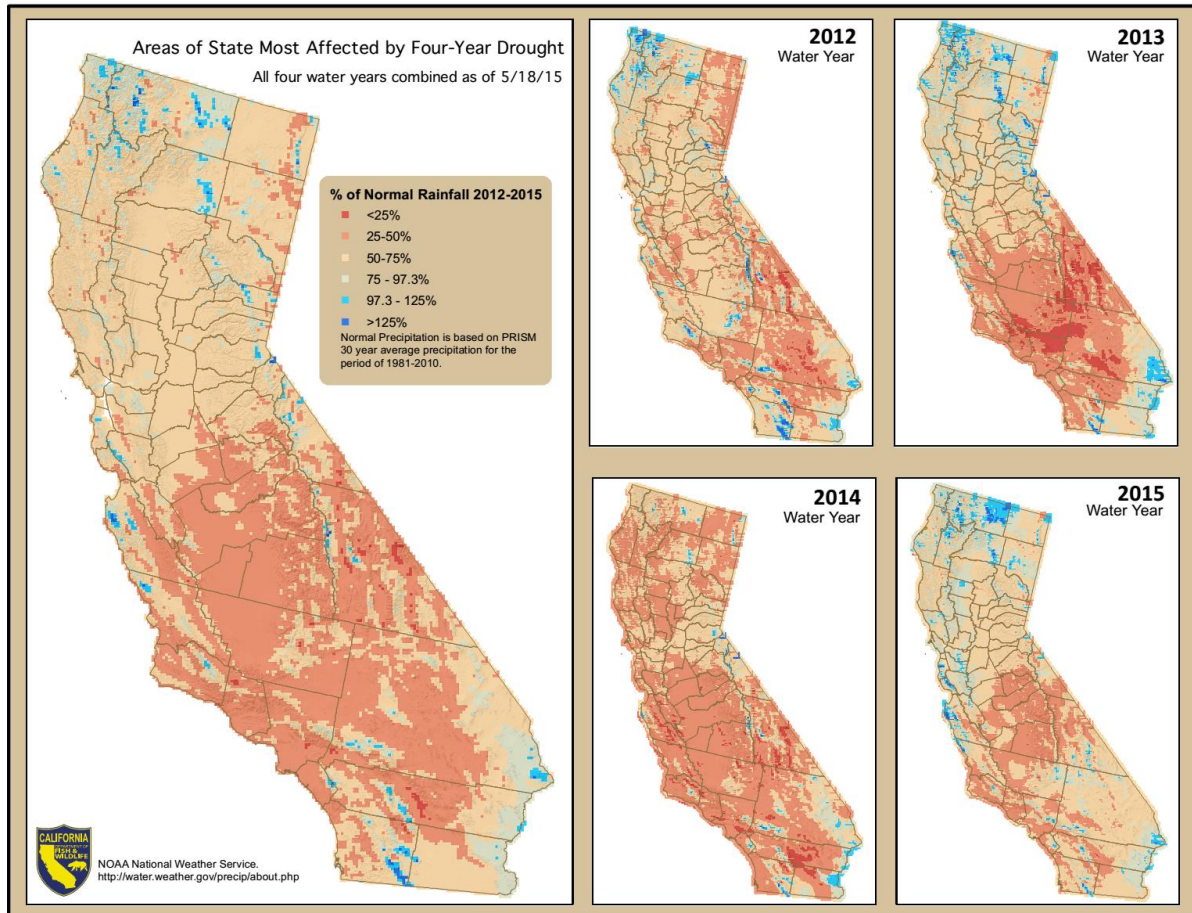 Areas of State Most Affected by Four-Year Drought
All four water years combined as of 5/18/15
% of Normal Rainfall 2012-2015
<25%
25-50%
50-75%
75 - 97.3%
97.3 - 125%
>125%
Normal Precipitation is based on PRISM
30 year average precipitation for the
period of 1981-2010.
CALIFORNIA
DEPARTMENT OF
FISH &
WILDLIFE
NOAA National Weather Service.
http://water.weather.gov/precip/about.php
2012
Water Year
2013
Water Year
2014
Water Year
2015
Water Year